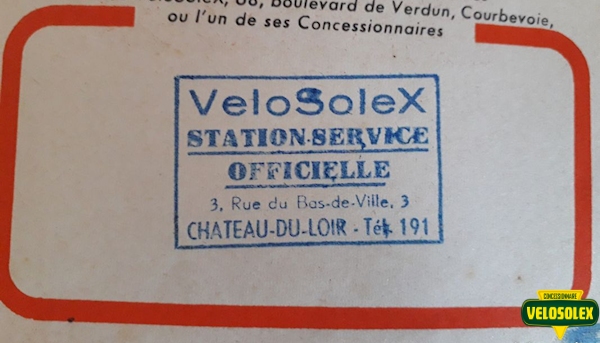 68, boulevard de Verdun, Courbevoie,
ou l'un de ses Concessionnaires
VELOSOLEX
STATION-SERVICE
OFFICIELLE
3, Rue du Bas-de-Ville, 3
CHATEAU-DU-LOIR - Tél. 191
CONCESSIONNAIRE
VELOSOLEX